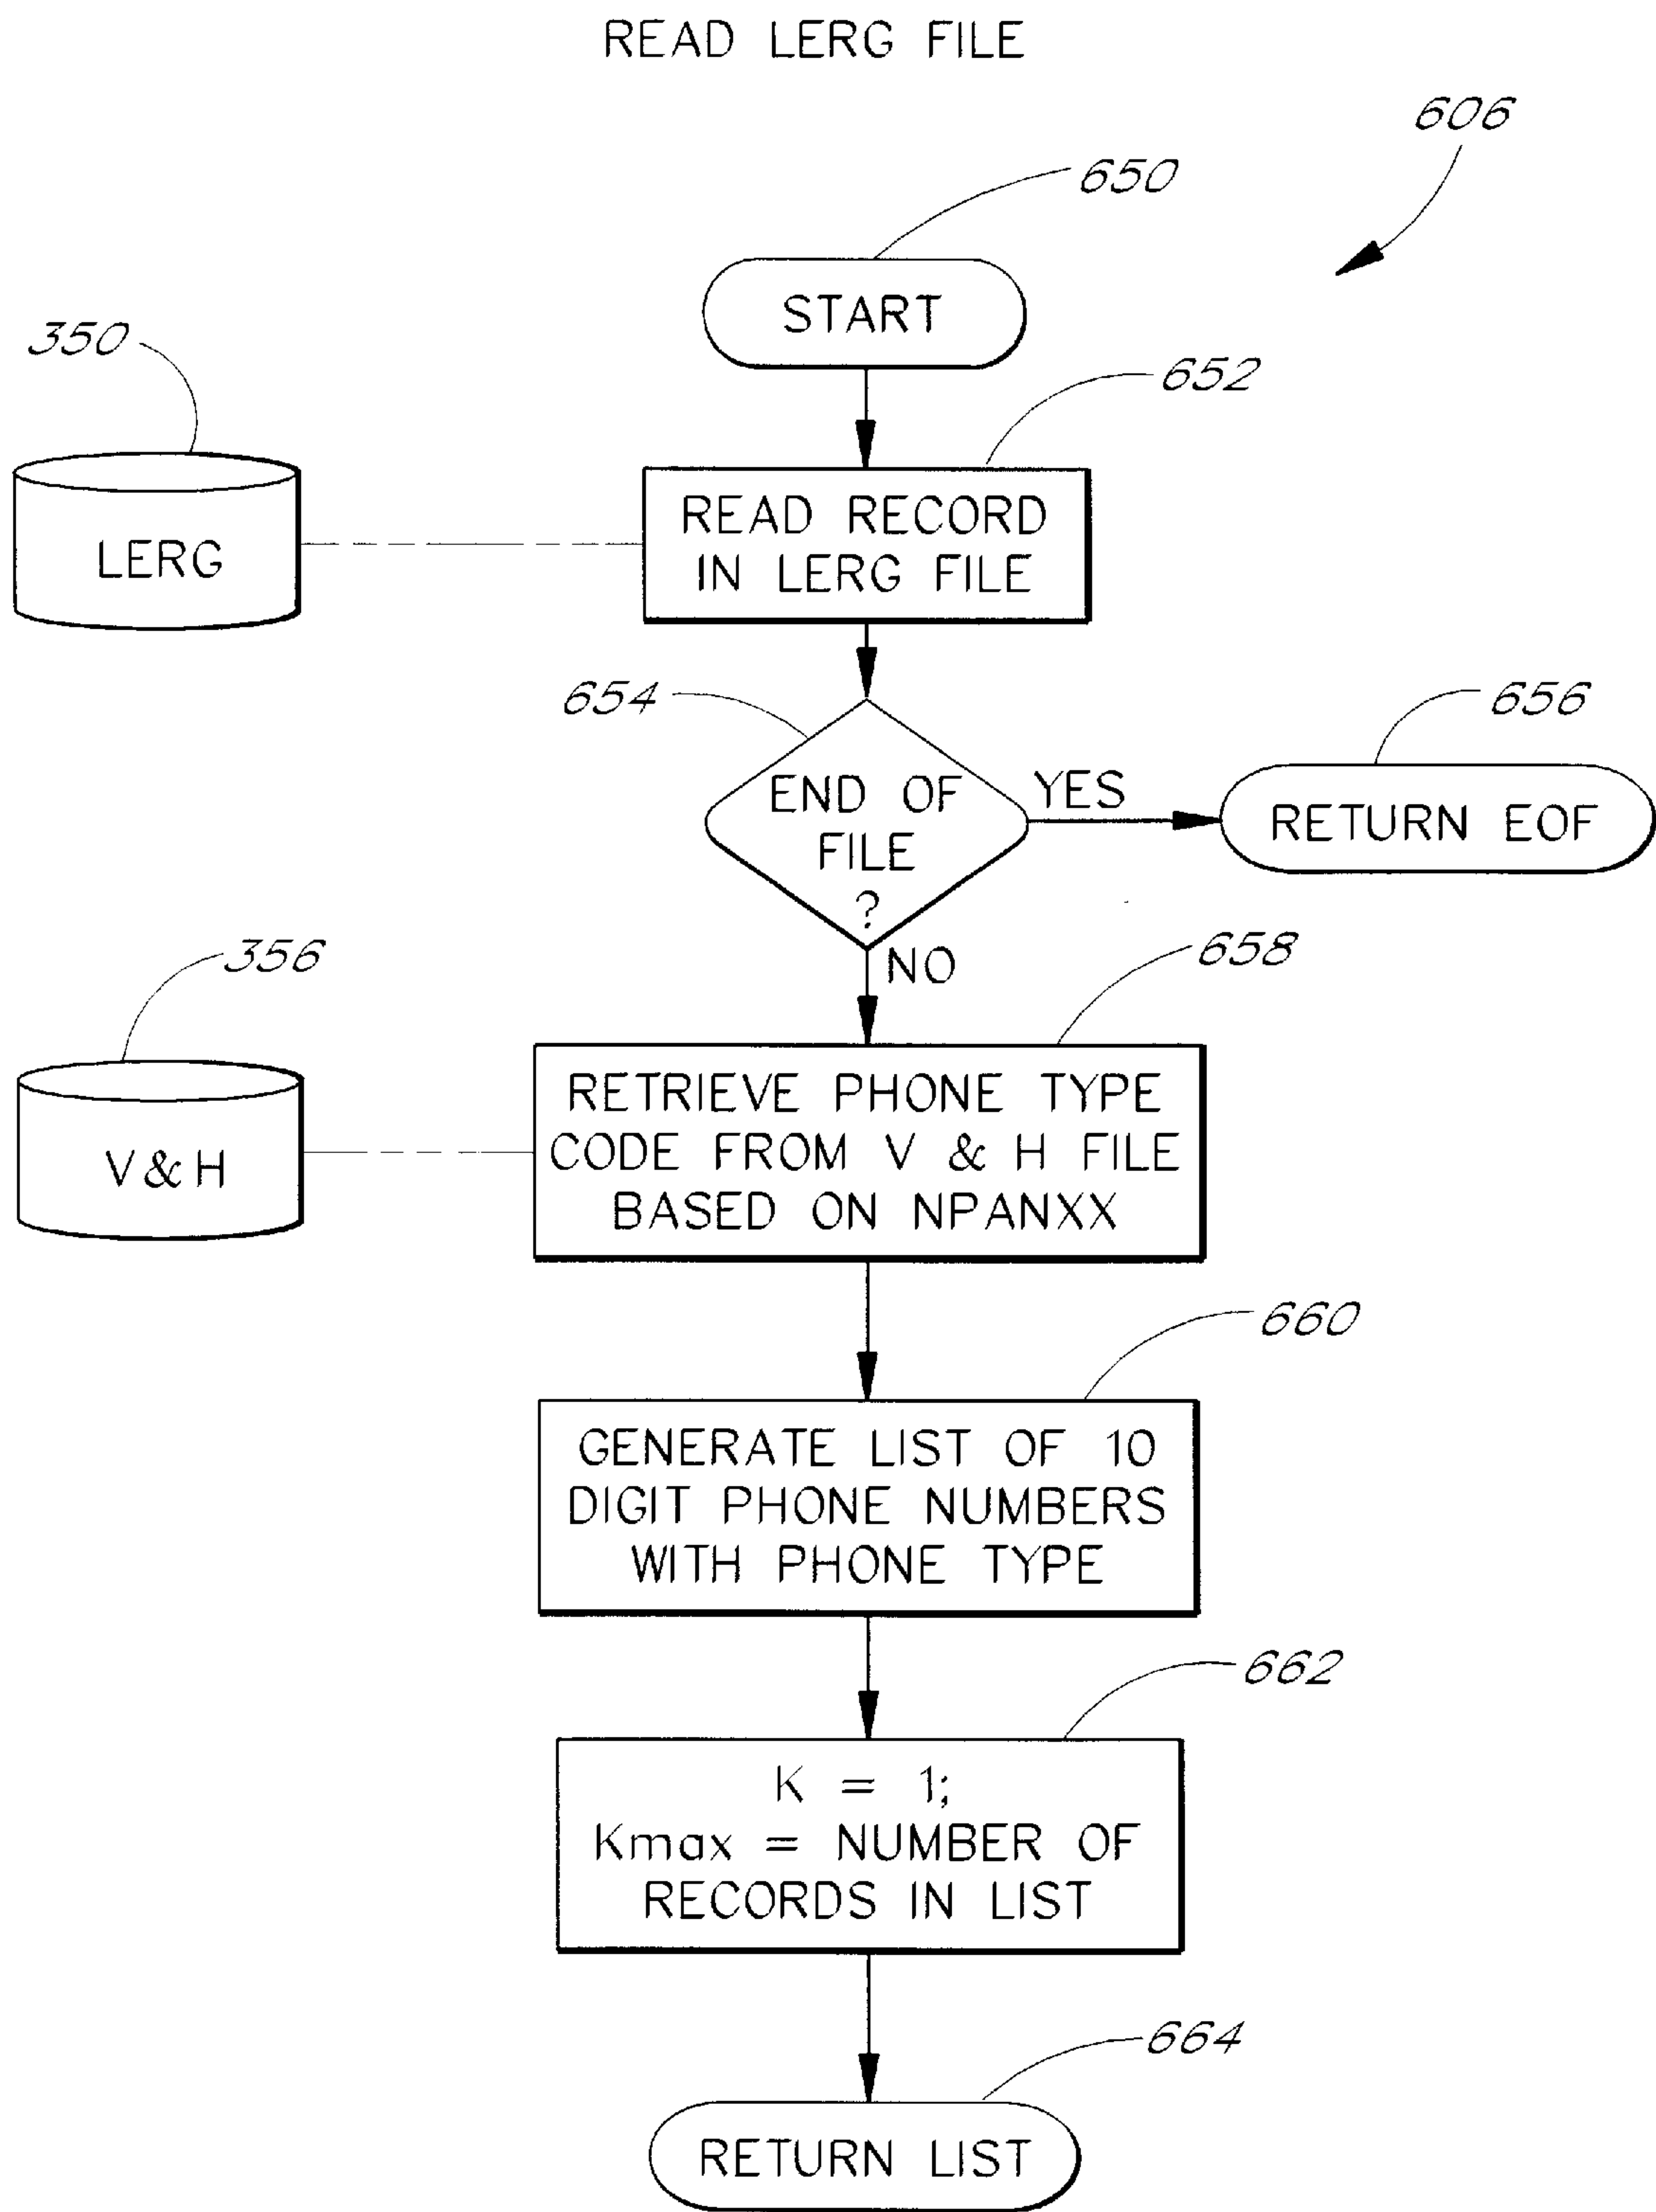 READ LERG FILE
606
650
START
350
652
LERG
READ RECORD
IN LERG FILE
654
656
END OF
FILE
?
YES
RETURN EOF
NO
356
658
V & H
RETRIEVE PHONE TYPE
CODE FROM V & H FILE
BASED ON NPANXX
660
GENERATE LIST OF 10
DIGIT PHONE NUMBERS
WITH PHONE TYPE
662
K = 1;
Kmax = NUMBER OF
RECORDS IN LIST
664
RETURN LIST